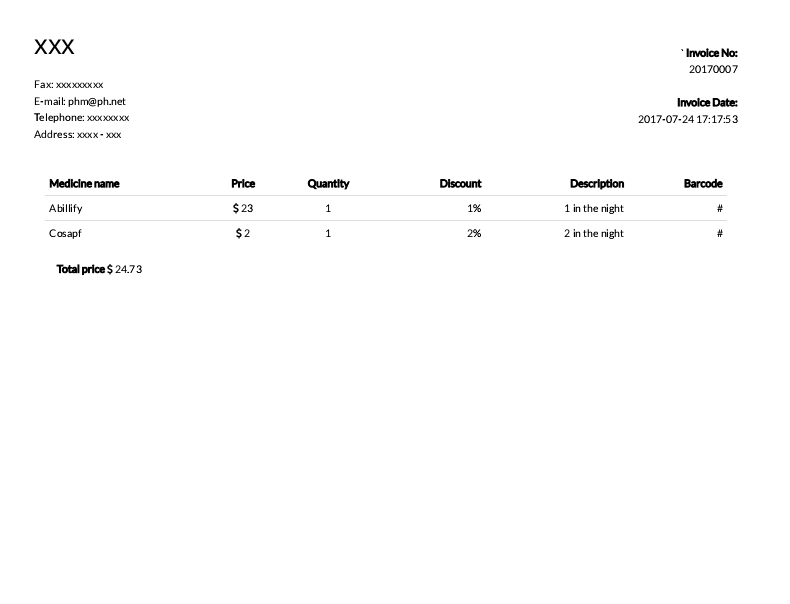 XXX
` Invoice No:
20170007
Fax: xxxxxxxxx
E-mail: phm@ph.net
Telephone: xxxxxxxx
Address: xxxx - xxx
Invoice Date:
2017-07-24 17:17:53
Medicine name Price Quantity Discount Description Barcode
Abillify $ 23 1 1% 1 in the night #
Cosapf $ 2 1 2% 2 in the night #
Total price $ 24.73